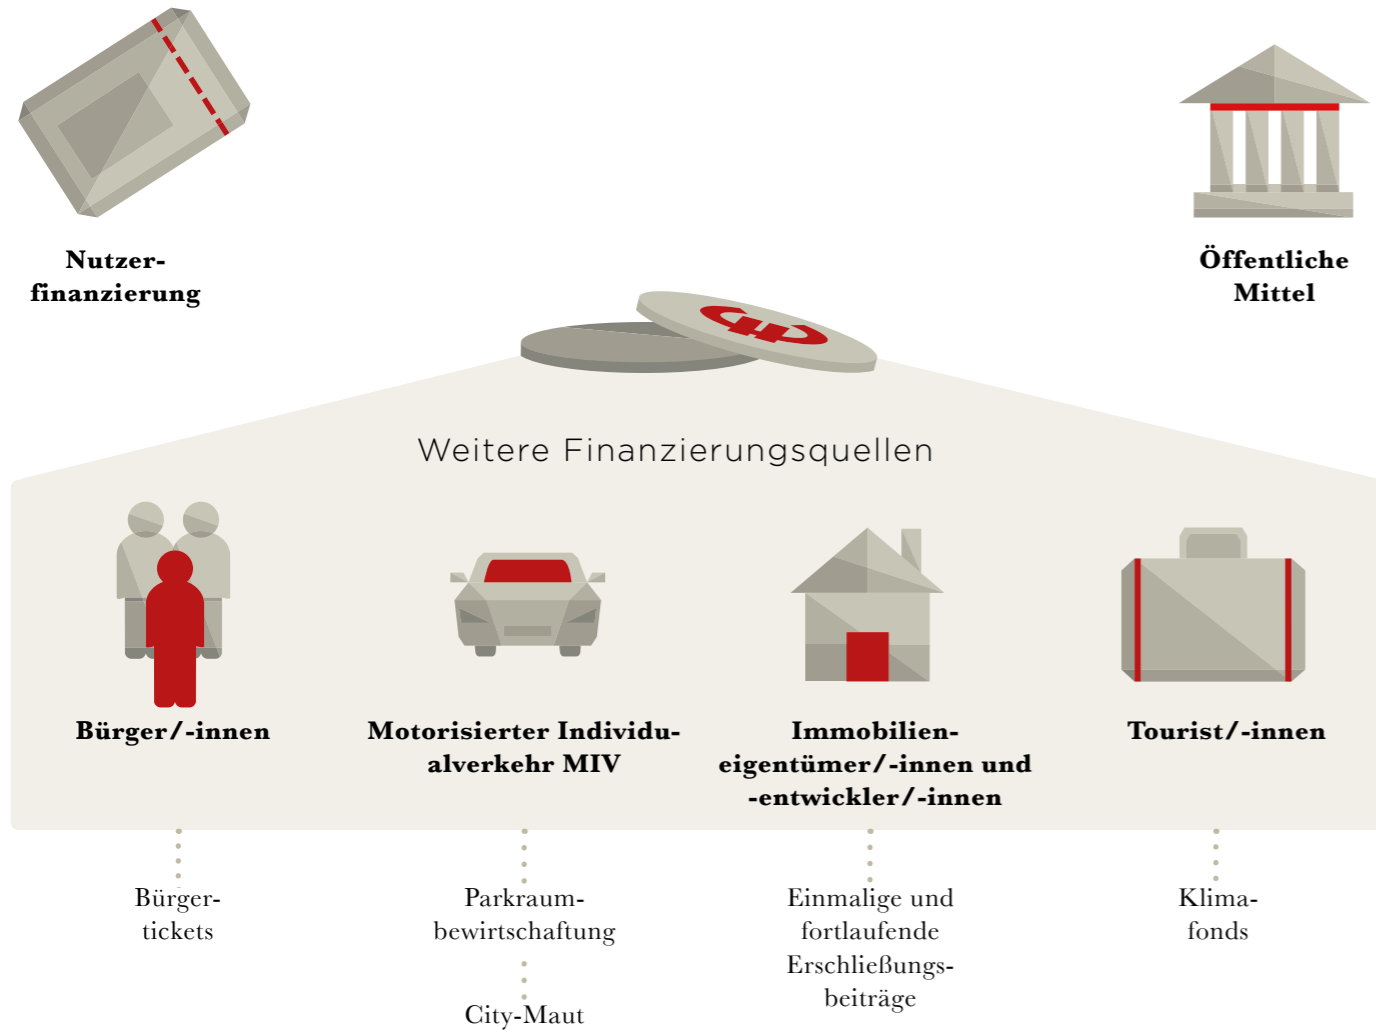 Nutzer-
finanzierung
Öffentliche
Mittel
Weitere Finanzierungsquellen
Bürger/-innen
Motorisierter Individu-
alverkehr MIV
Immobilien-
eigentümer/-innen und
-entwickler/-innen
Tourist/-innen
Bürger-
tickets
Parkraum-
bewirtschaftung
City-Maut
Einmalige und
fortlaufende
Erschließungs-
beiträge
Klima-
fonds